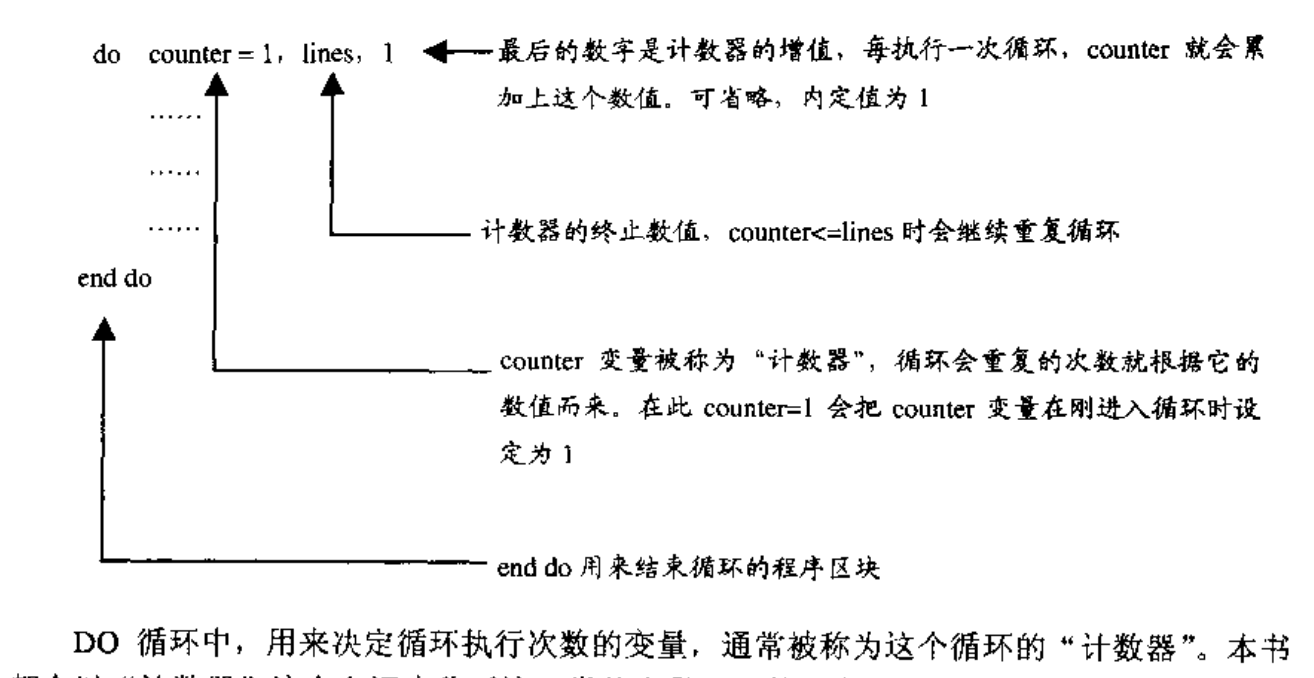 do counter = 1, lines, 1
最后的数字是计数器的增值，每执行一次循环，counter 就会累
加上这个数值。可省略，内定值为 1
......
......
......
计数器的终止数值，counter<=lines 时会继续重复循环
end do
counter 变量被称为“计数器”，循环会重复的次数就根据它的
数值而来。在此 counter=1 会把 counter 变量在刚进入循环时设
定为 1
end do 用来结束循环的程序区块
DO 循环中，用来决定循环执行次数的变量，通常被称为这个循环的“计数器”。本书